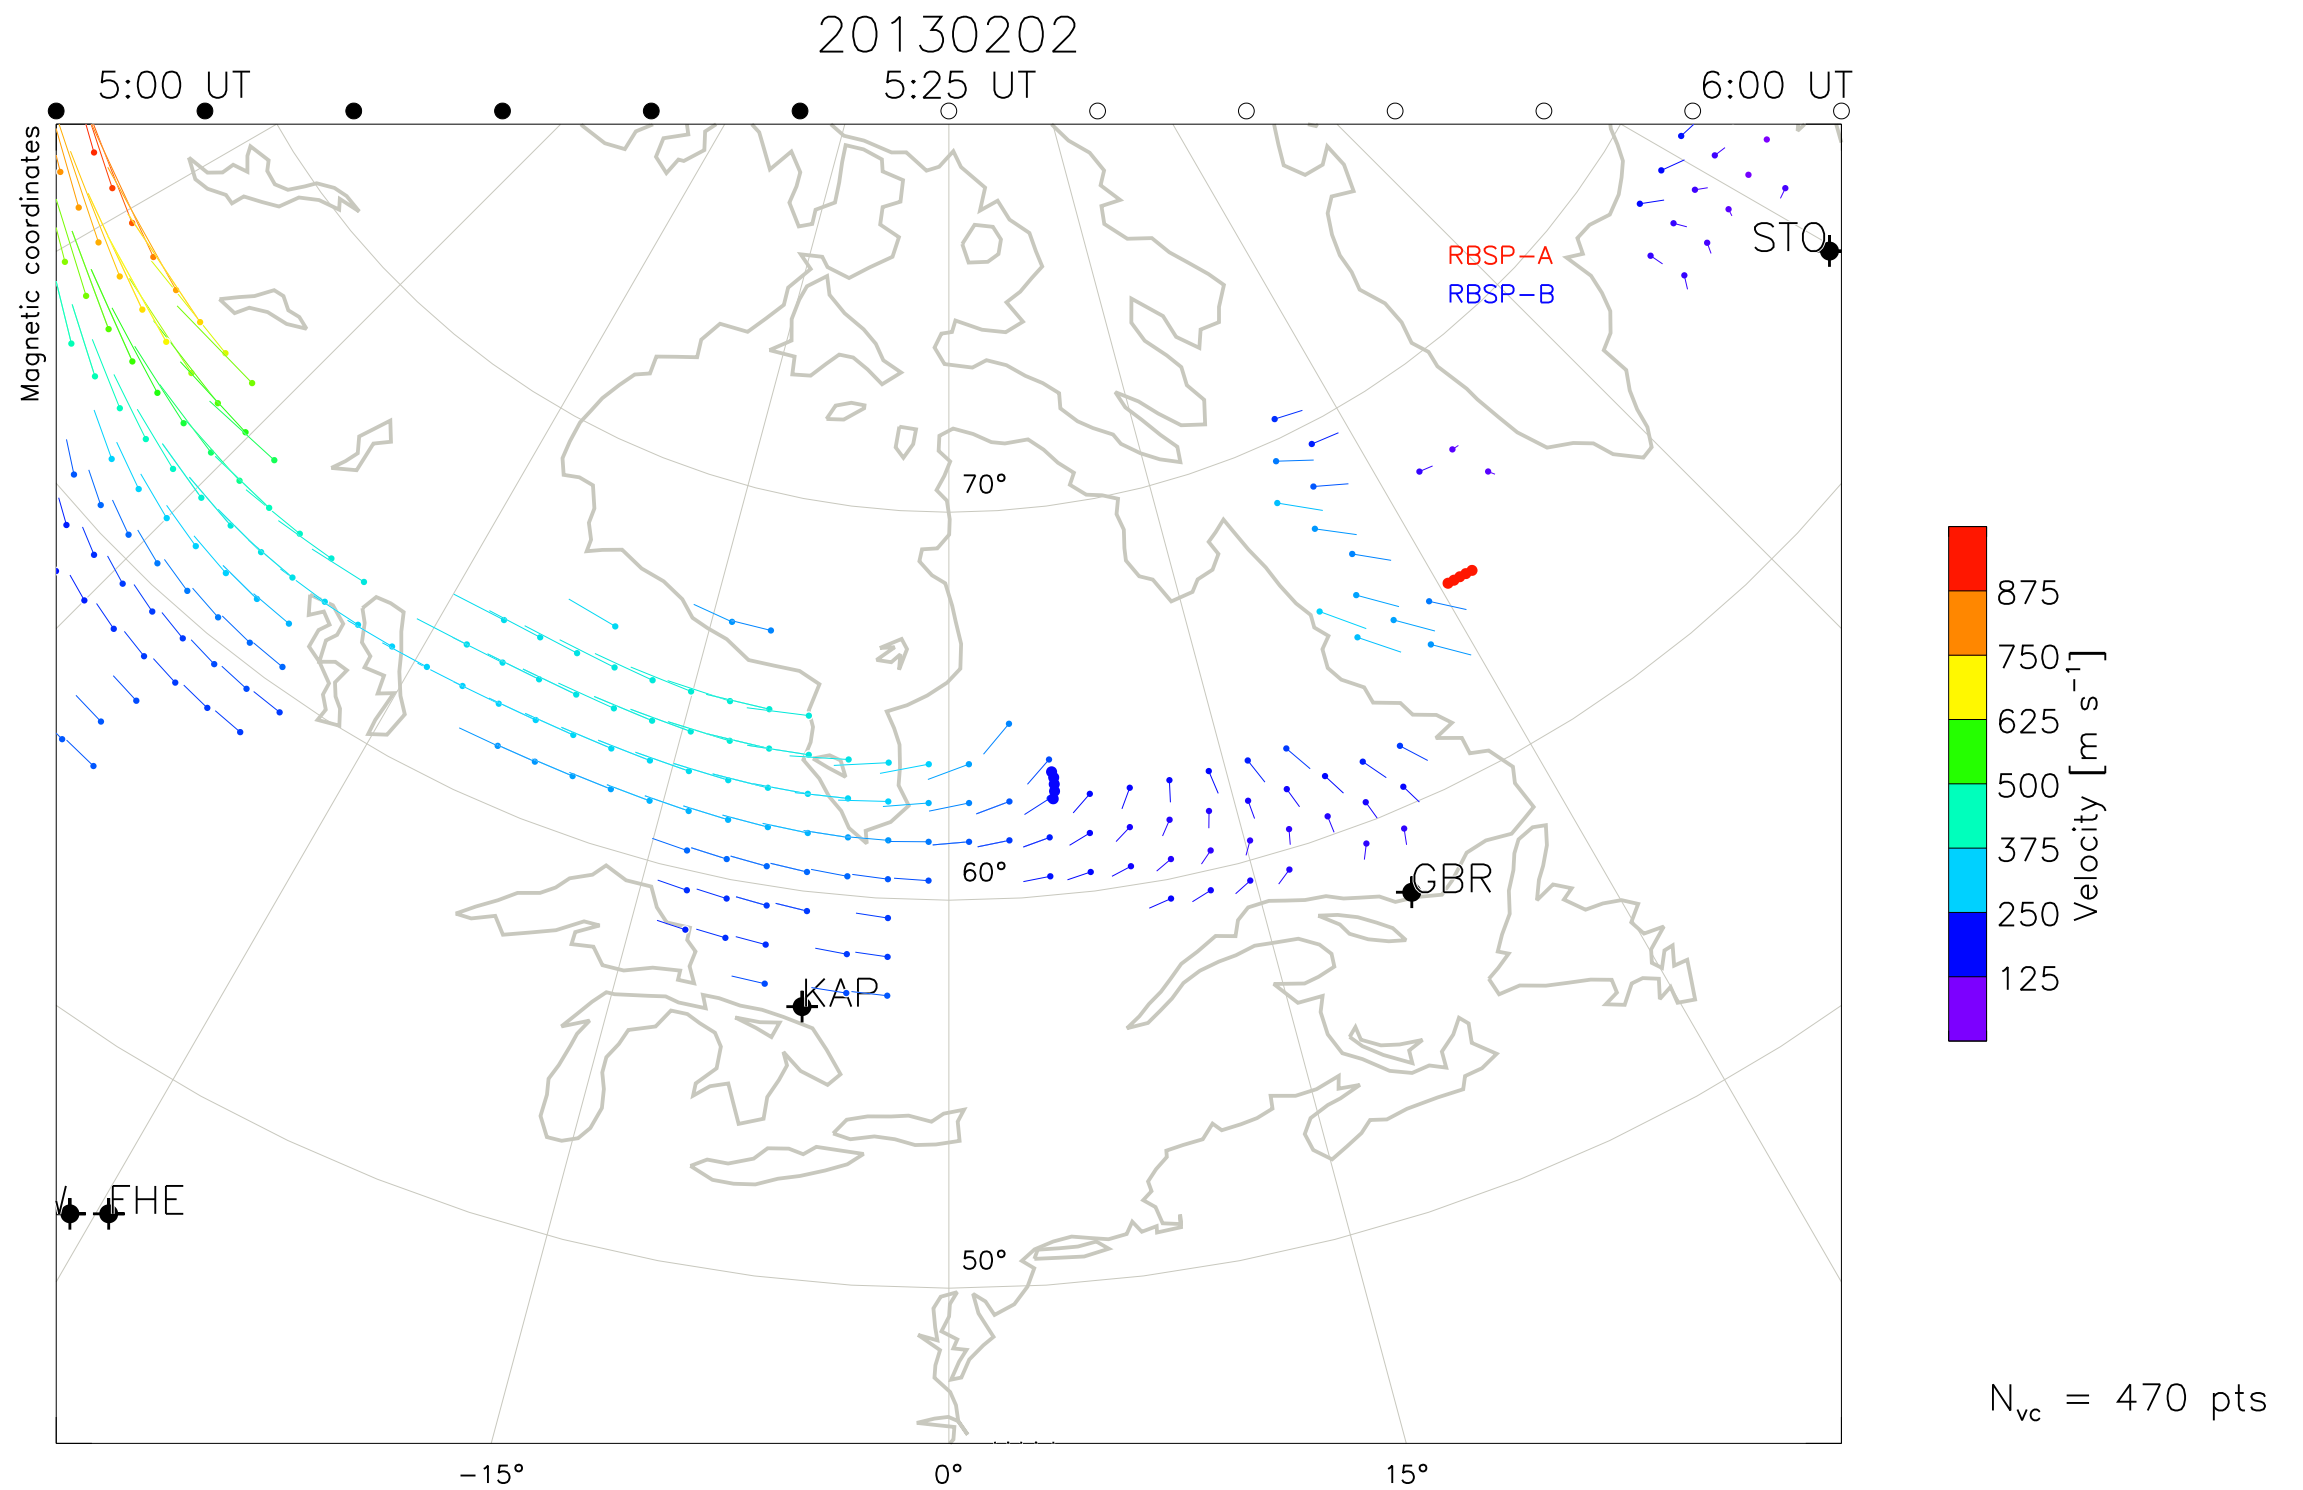 20130202
5:00 UT
5:25 UT
6:00 UT
Magnetic coordinates
STO
RBSP-A
RBSP-B
70°
875
750
625
500
375
250
125
Velocity [m s⁻¹]
60°
GBR
KAP
FHE
50°
N_vc = 470 pts
-15°
0°
15°